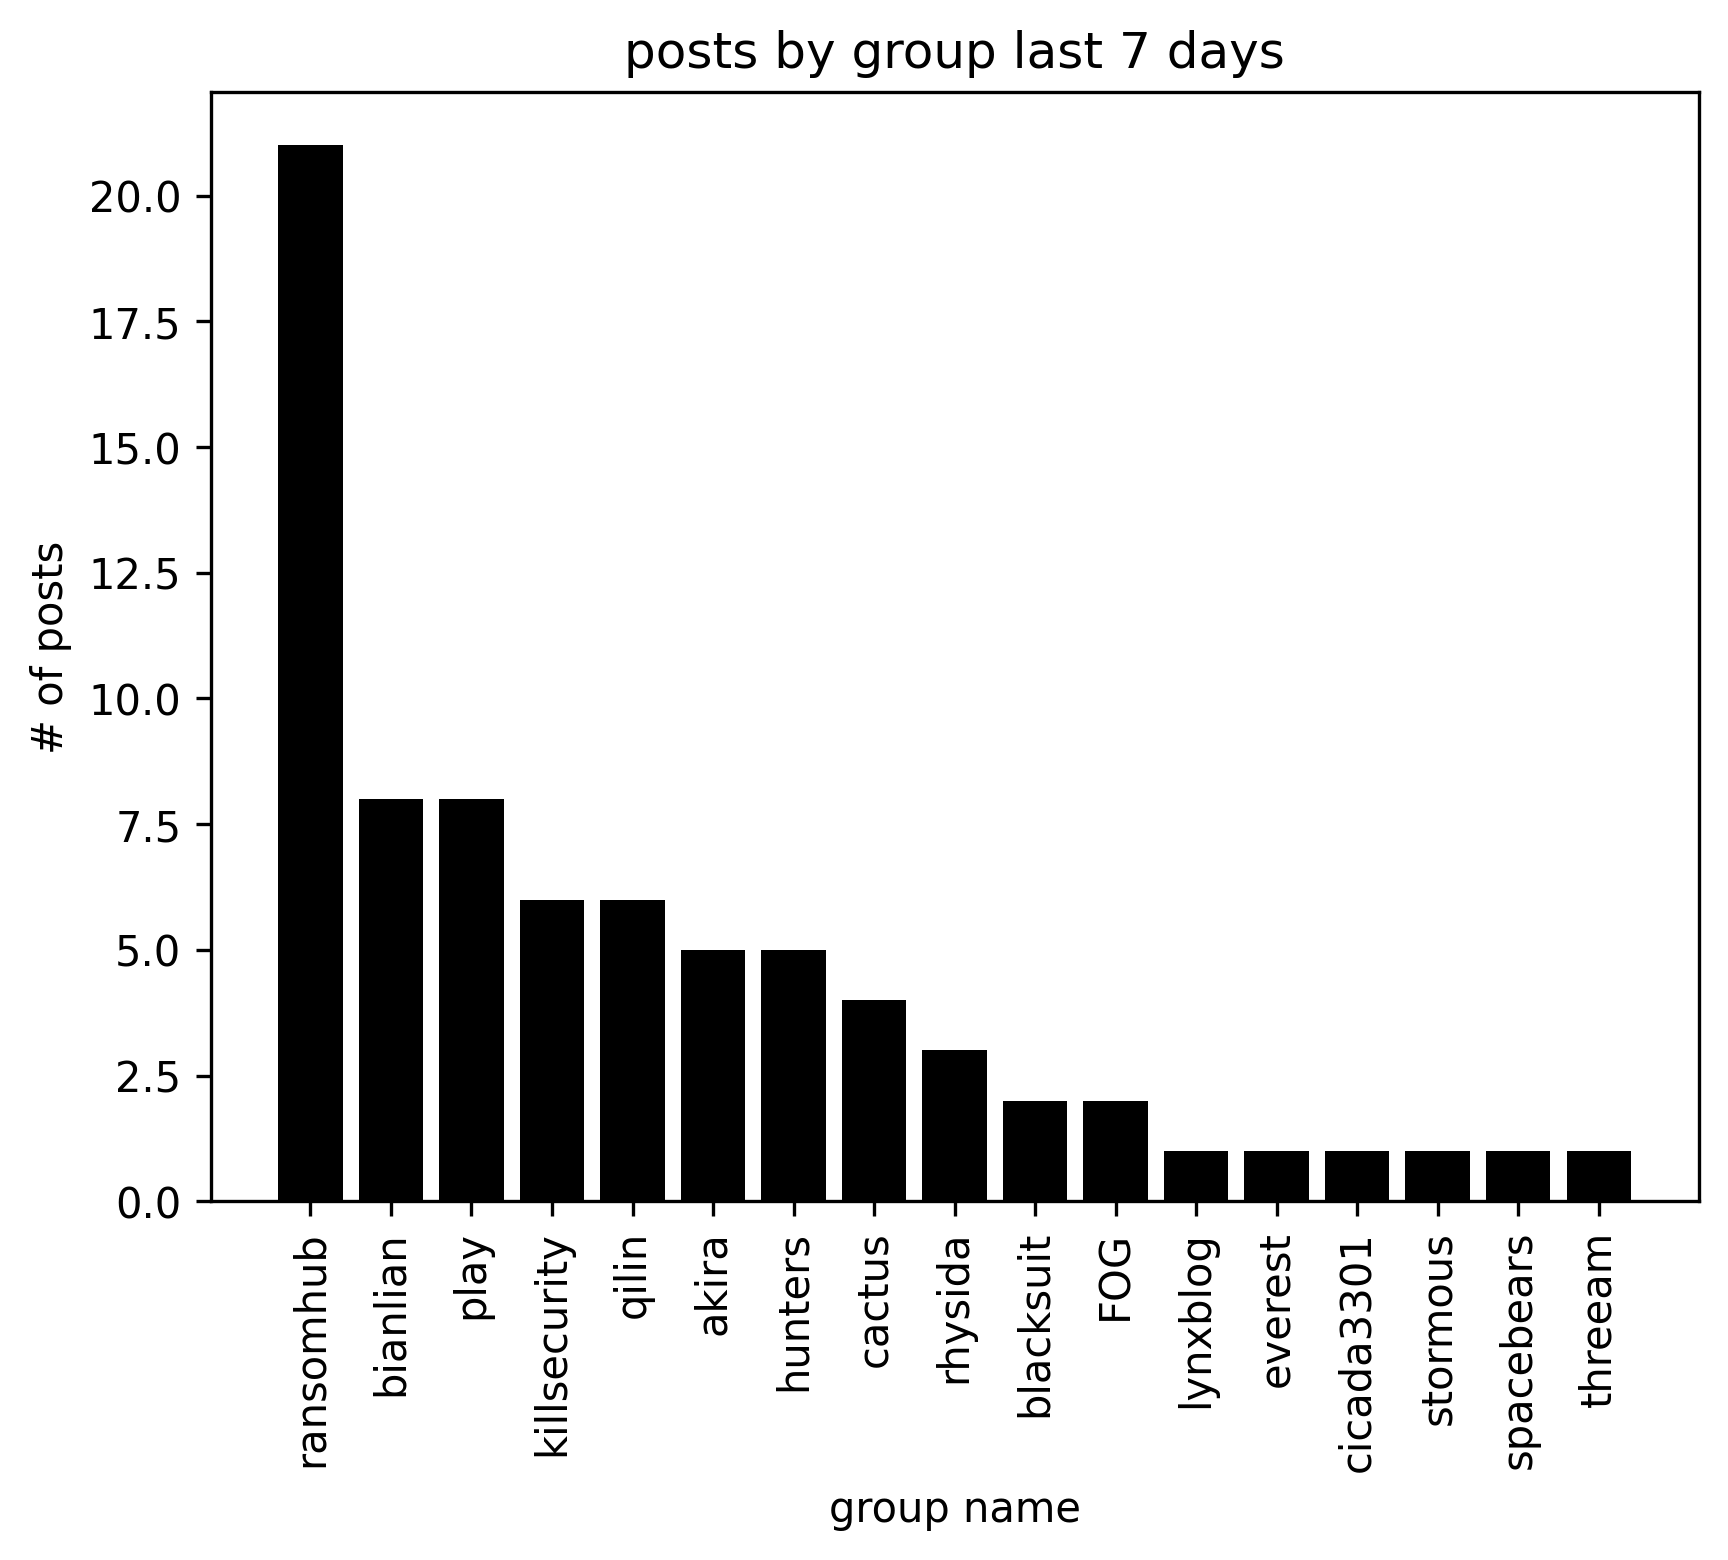 posts by group last 7 days
# of posts
20.0
17.5
15.0
12.5
10.0
7.5
5.0
2.5
0.0
ransomhub
bianlian
play
killsecurity
qilin
akira
hunters
cactus
rhysida
blacksuit
FOG
lynxblog
everest
cicada3301
stormous
spacebears
threeam
group name